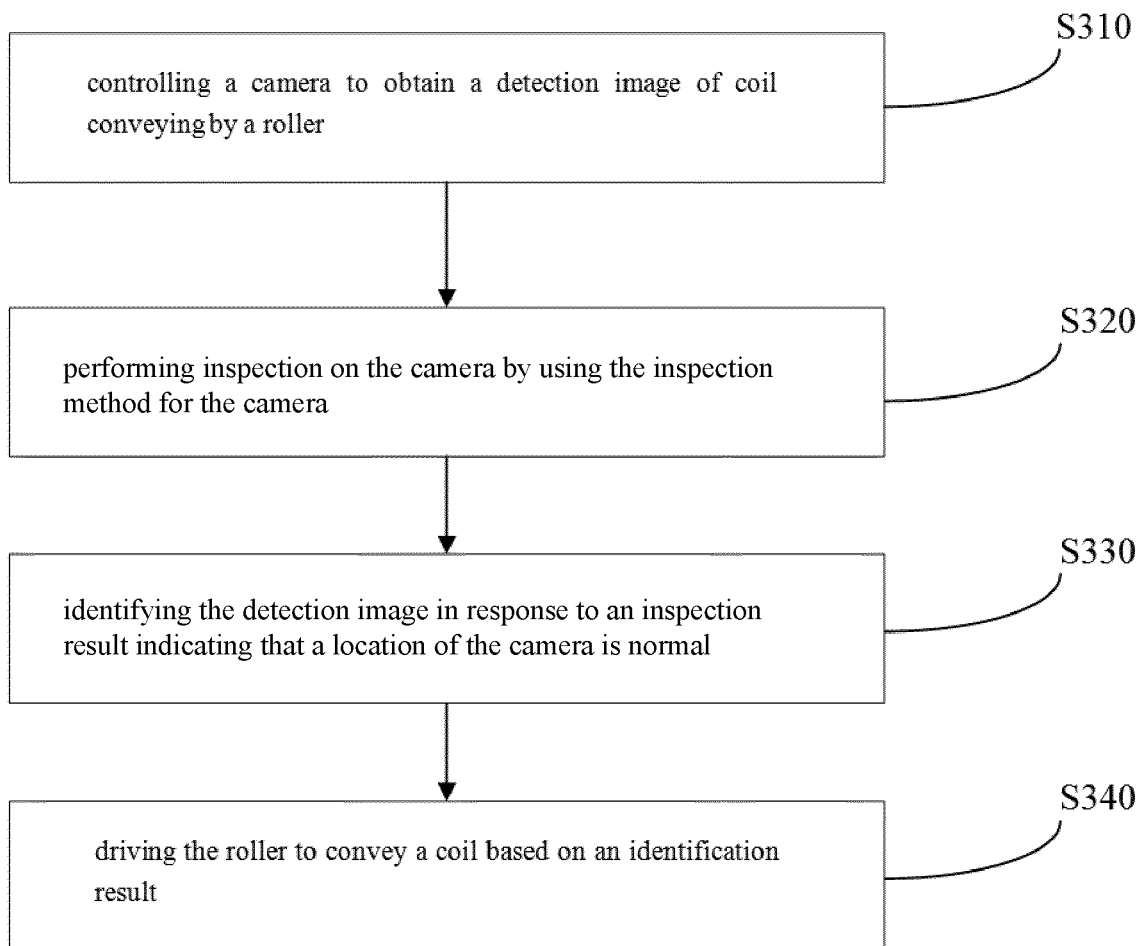 S310
controlling a camera to obtain a detection image of coil
conveying by a roller
S320
performing inspection on the camera by using the inspection
method for the camera
S330
identifying the detection image in response to an inspection
result indicating that a location of the camera is normal
S340
driving the roller to convey a coil based on an identification
result